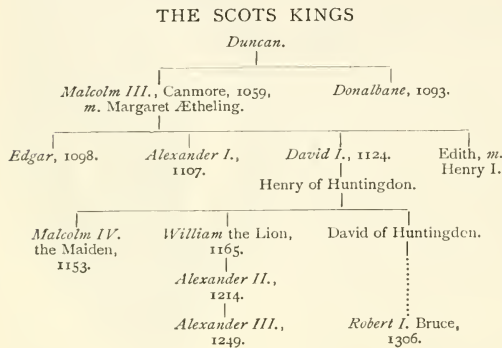 THE SCOTS KINGS
Duncan.
Malcolm III., Canmore, 1059,
m. Margaret Ætheling.
Donalbane, 1093.
Edgar, 1098.
Alexander I.,
1107.
David I., 1124.
Edith, m.
Henry I.
Henry of Huntingdon.
Malcolm IV.
the Maiden,
1153.
William the Lion,
1165.
David of Huntingdon.
Alexander II.,
1214.
Alexander III.,
1249.
Robert I. Bruce,
1306.